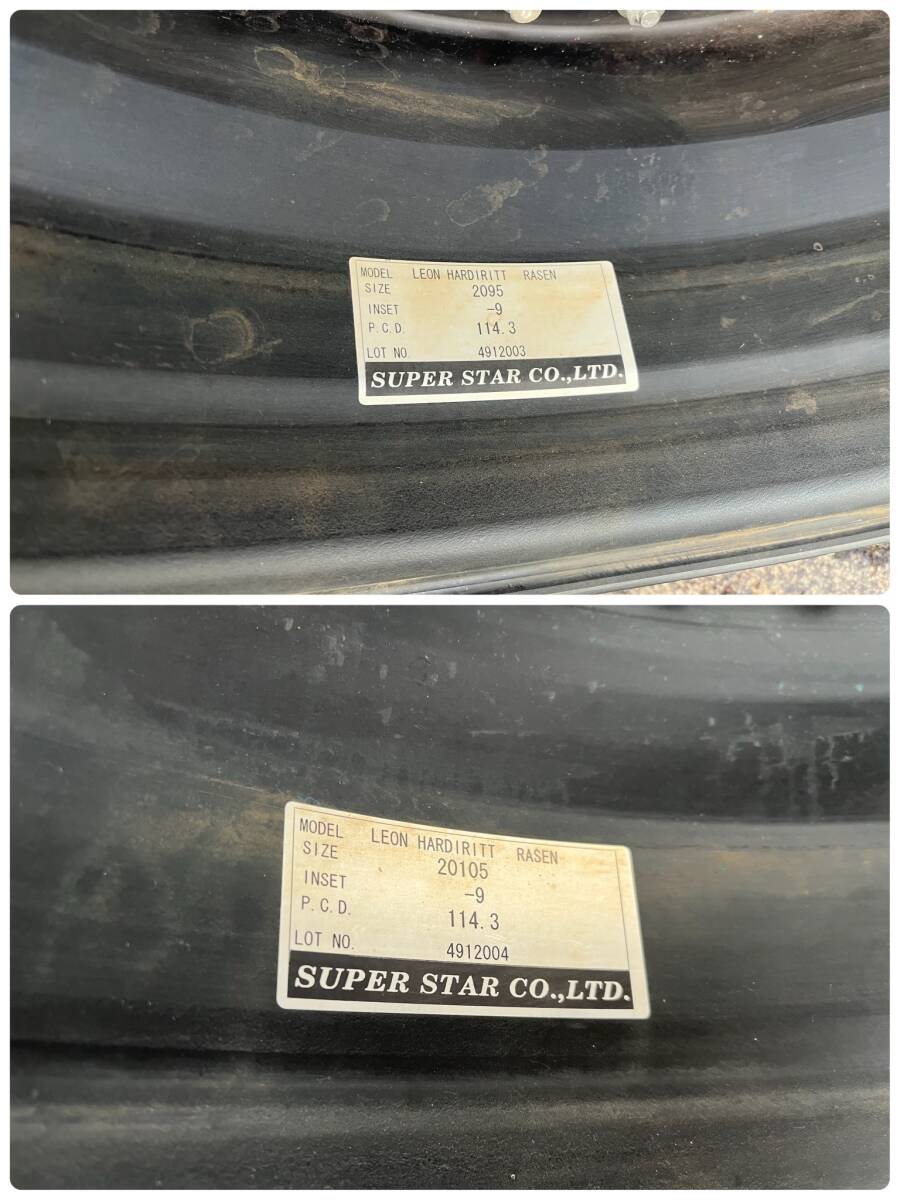 MODEL LEON HARDIRITT RASEN
SIZE 2095
INSET -9
P.C.D. 114.3
LOT NO. 4912003
SUPER STAR CO.,LTD.
MODEL LEON HARDIRITT RASEN
SIZE 20105
INSET -9
P.C.D. 114.3
LOT NO. 4912004
SUPER STAR CO.,LTD.